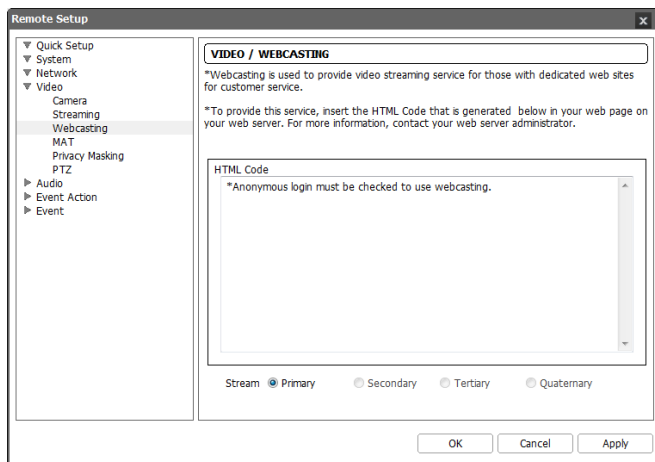 Remote Setup
x
Quick Setup
System
Network
Video
Camera
Streaming
Webcasting
MAT
Privacy Masking
PTZ
Audio
Event Action
Event
VIDEO / WEBCASTING
*Webcasting is used to provide video streaming service for those with dedicated web sites
for customer service.
*To provide this service, insert the HTML Code that is generated below in your web page on
your web server. For more information, contact your web server administrator.
HTML Code
*Anonymous login must be checked to use webcasting.
Stream Primary Secondary Tertiary Quaternary
OK Cancel Apply